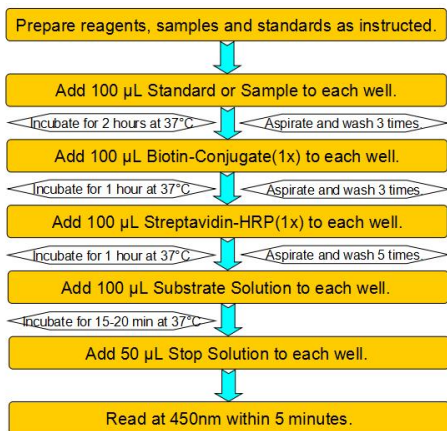 Prepare reagents, samples and standards as instructed.
Add 100 µL Standard or Sample to each well.
Incubate for 2 hours at 37°C
Aspirate and wash 3 times.
Add 100 µL Biotin-Conjugate(1x) to each well.
Incubate for 1 hour at 37°C
Aspirate and wash 3 times
Add 100 µL Streptavidin-HRP(1x) to each well.
Incubate for 1 hour at 37°C
Aspirate and wash 5 times
Add 100 µL Substrate Solution to each well.
Incubate for 15-20 min at 37°C
Add 50 µL Stop Solution to each well.
Read at 450nm within 5 minutes.